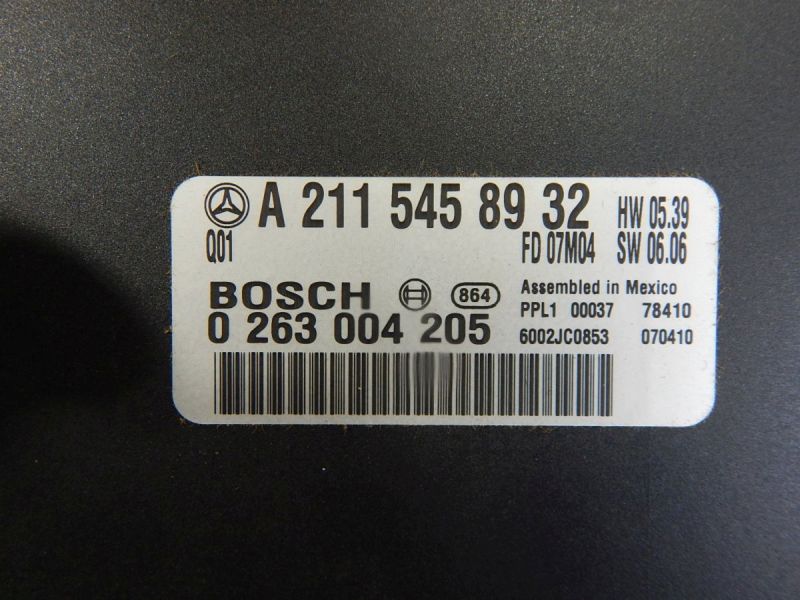 A 211 545 89 32 HW 05.39
Q01 FD 07M04 SW 06.06
BOSCH 864 Assembled in Mexico
PPL1 00037 78410
0 263 004 205
6002JC0853 070410